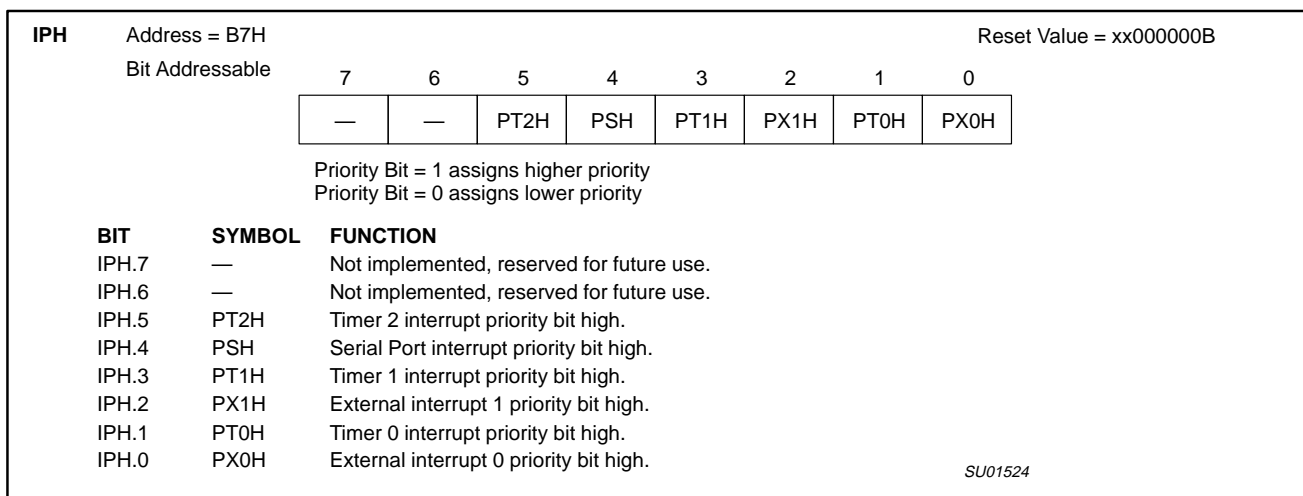 IPH Address = B7H Reset Value = xx000000B
Bit Addressable
7 6 5 4 3 2 1 0
— — PT2H PSH PT1H PX1H PT0H PX0H
Priority Bit = 1 assigns higher priority
Priority Bit = 0 assigns lower priority
BIT SYMBOL FUNCTION
IPH.7 — Not implemented, reserved for future use.
IPH.6 — Not implemented, reserved for future use.
IPH.5 PT2H Timer 2 interrupt priority bit high.
IPH.4 PSH Serial Port interrupt priority bit high.
IPH.3 PT1H Timer 1 interrupt priority bit high.
IPH.2 PX1H External interrupt 1 priority bit high.
IPH.1 PT0H Timer 0 interrupt priority bit high.
IPH.0 PX0H External interrupt 0 priority bit high.
SU01524